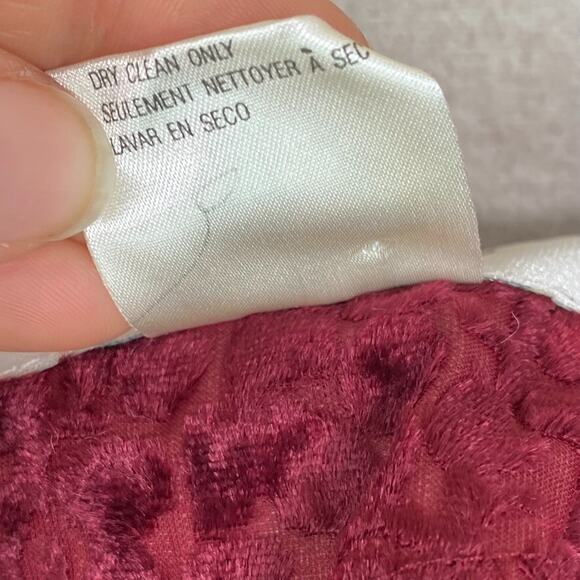 DRY CLEAN ONLY
SEULEMENT NETTOYER À SEC
LAVAR EN SECO